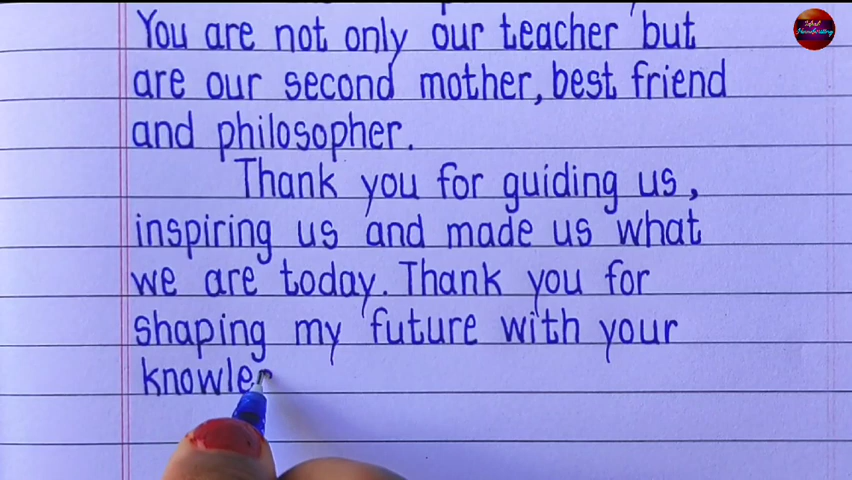 You are not only our teacher but
are our second mother, best friend
and philosopher.
Thank you for guiding us,
inspiring us and made us what
we are today. Thank you for
shaping my future with your
knowle